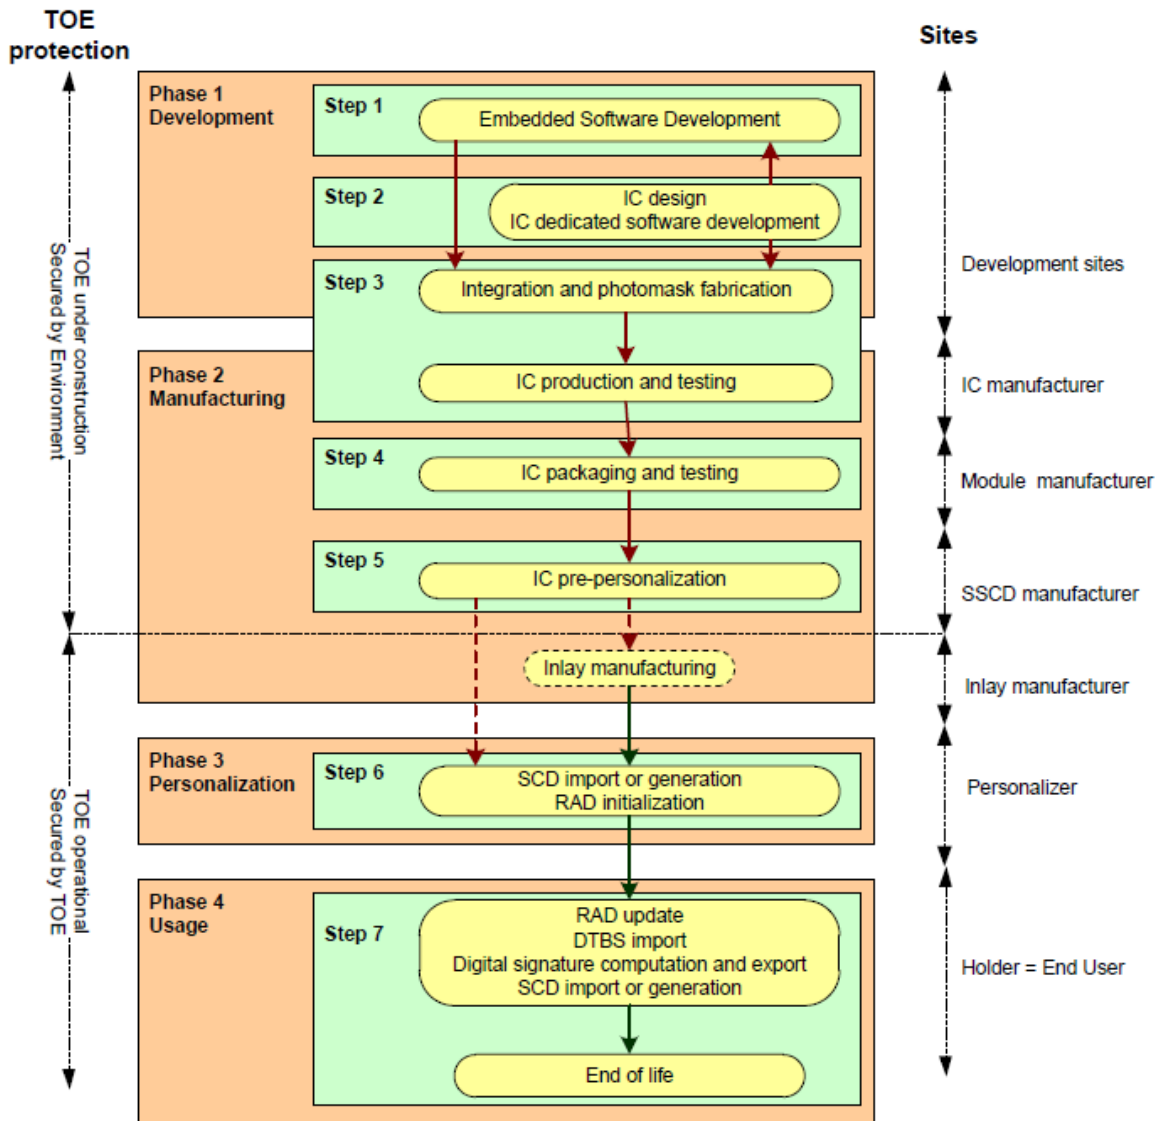 TOE
protection
Sites
Phase 1
Development
Step 1
Embedded Software Development
Step 2
IC design
IC dedicated software development
Step 3
Integration and photomask fabrication
Development sites
TOE under construction
Secured by Environment
Phase 2
Manufacturing
IC production and testing
IC manufacturer
Step 4
IC packaging and testing
Module manufacturer
Step 5
IC pre-personalization
SSCD manufacturer
Inlay manufacturing
Inlay manufacturer
Phase 3
Personalization
Step 6
SCD import or generation
RAD initialization
Personalizer
TOE operational
Secured by TOE
Phase 4
Usage
Step 7
RAD update
DTBS import
Digital signature computation and export
SCD import or generation
Holder = End User
End of life